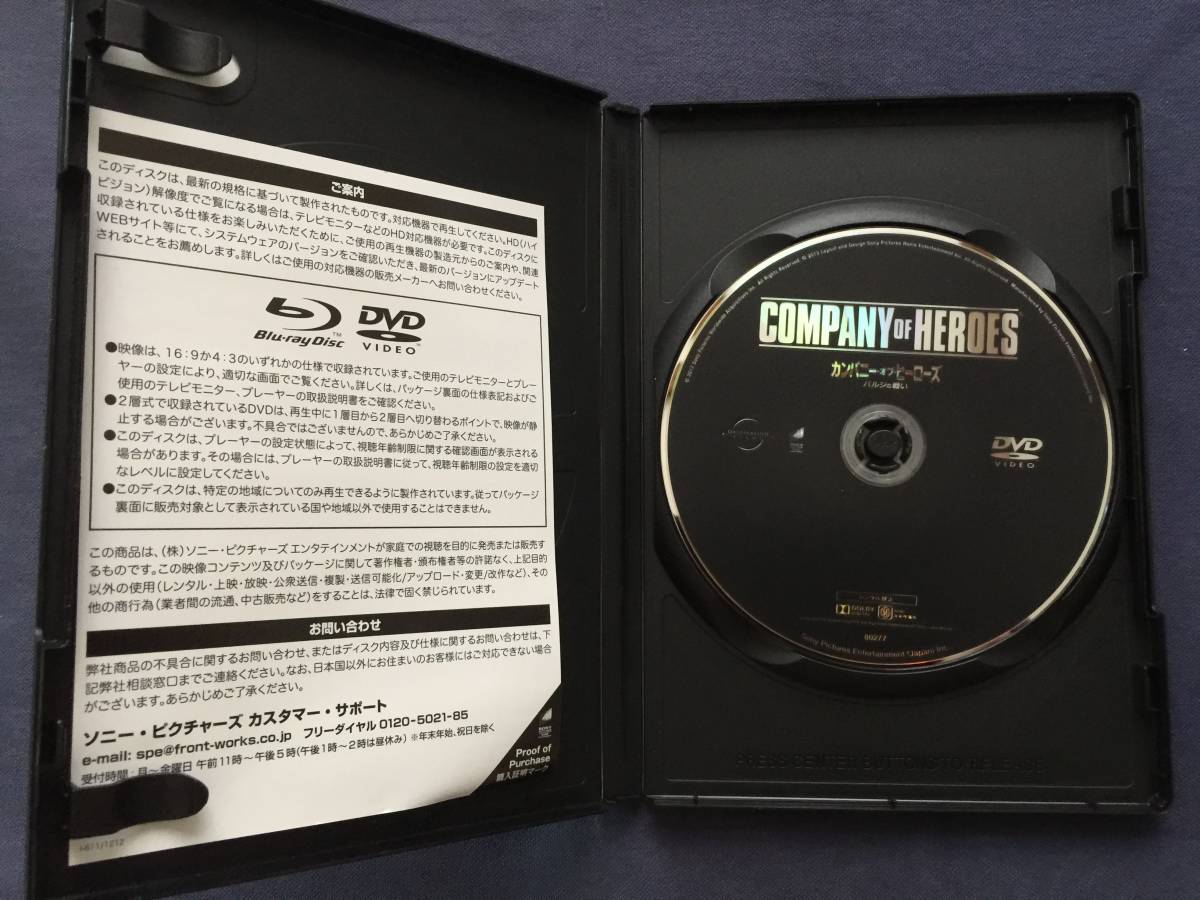 ご案内
このディスクは、最新の規格に基づいて製作されたものです。対応機器で再生してください。HD(ハイ
ビジョン)解像度でご覧になる場合は、テレビモニターなどのHD対応機器が必要です。このディスクに
収録されている仕様をお楽しみいただくために、ご使用の再生機器の製造元からのご案内や、関連
WEBサイト等にて、システムウェアのバージョンをご確認いただき、最新のバージョンにアップデート
されることをお薦めします。詳しくはご使用の対応機器の販売メーカーへお問い合わせください。
Blu-ray Disc™
DVD
VIDEO™
●映像は、16:9か4:3のいずれかの仕様で収録されています。ご使用のテレビモニターとプレー
ヤーの設定により、適切な画面でご覧ください。詳しくは、パッケージ裏面の仕様表記およびご
使用のテレビモニター、プレーヤーの取扱説明書をご確認ください。
●2層式で収録されているDVDは、再生中に1層目から2層目へ切り替わるポイントで、映像が静
止する場合がございます。不具合ではございませんので、あらかじめご了承ください。
●このディスクは、プレーヤーの設定状態によって、視聴年齢制限に関する確認画面が表示される
場合があります。その場合には、プレーヤーの取扱説明書に従って、視聴年齢制限の設定を適切
なレベルに設定してください。
●このディスクは、特定の地域についてのみ再生できるように製作されています。従ってパッケージ
裏面に販売対象として表示されている国や地域以外で使用することはできません。
この商品は、(株)ソニー・ピクチャーズ エンタテインメントが家庭での視聴を目的に発売または販売す
るものです。この映像コンテンツ及びパッケージに関して著作権者・頒布権者等の許諾なく、上記目的
以外の使用(レンタル・上映・放映・公衆送信・複製・送信可能化/アップロード・変更/改作など)、その
他の商行為(業者間の流通、中古販売など)をすることは、法律で固く禁じられています。
お問い合わせ
弊社商品の不具合に関するお問い合わせ、またはディスク内容及び仕様に関するお問い合わせは、下
記弊社相談窓口までご連絡ください。なお、日本国以外にお住まいのお客様にはご対応できない場合
がございます。あらかじめご了承ください。
ソニー・ピクチャーズ カスタマー・サポート
e-mail: spe@front-works.co.jp フリーダイヤル 0120-5021-85
受付時間:月〜金曜日 午前11時〜午後5時(午後1時〜2時は昼休み) ※年末年始、祝日を除く
Proof of
Purchase
購入証明マーク
COMPANY OF HEROES
カンパニー・オブ・ヒーローズ
バルジの戦い
DVD
VIDEO
DOLBY
80277
Sony Pictures Entertainment (Japan) Inc.